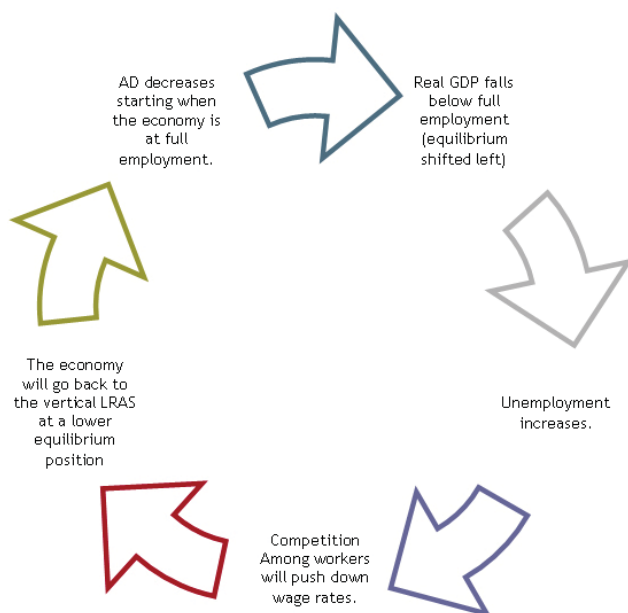 AD decreases
starting when
the economy is
at full
employment.
Real GDP falls
below full
employment
(equilibrium
shifted left)
Unemployment
increases.
Competition
Among workers
will push down
wage rates.
The economy
will go back to
the vertical LRAS
at a lower
equilibrium
position